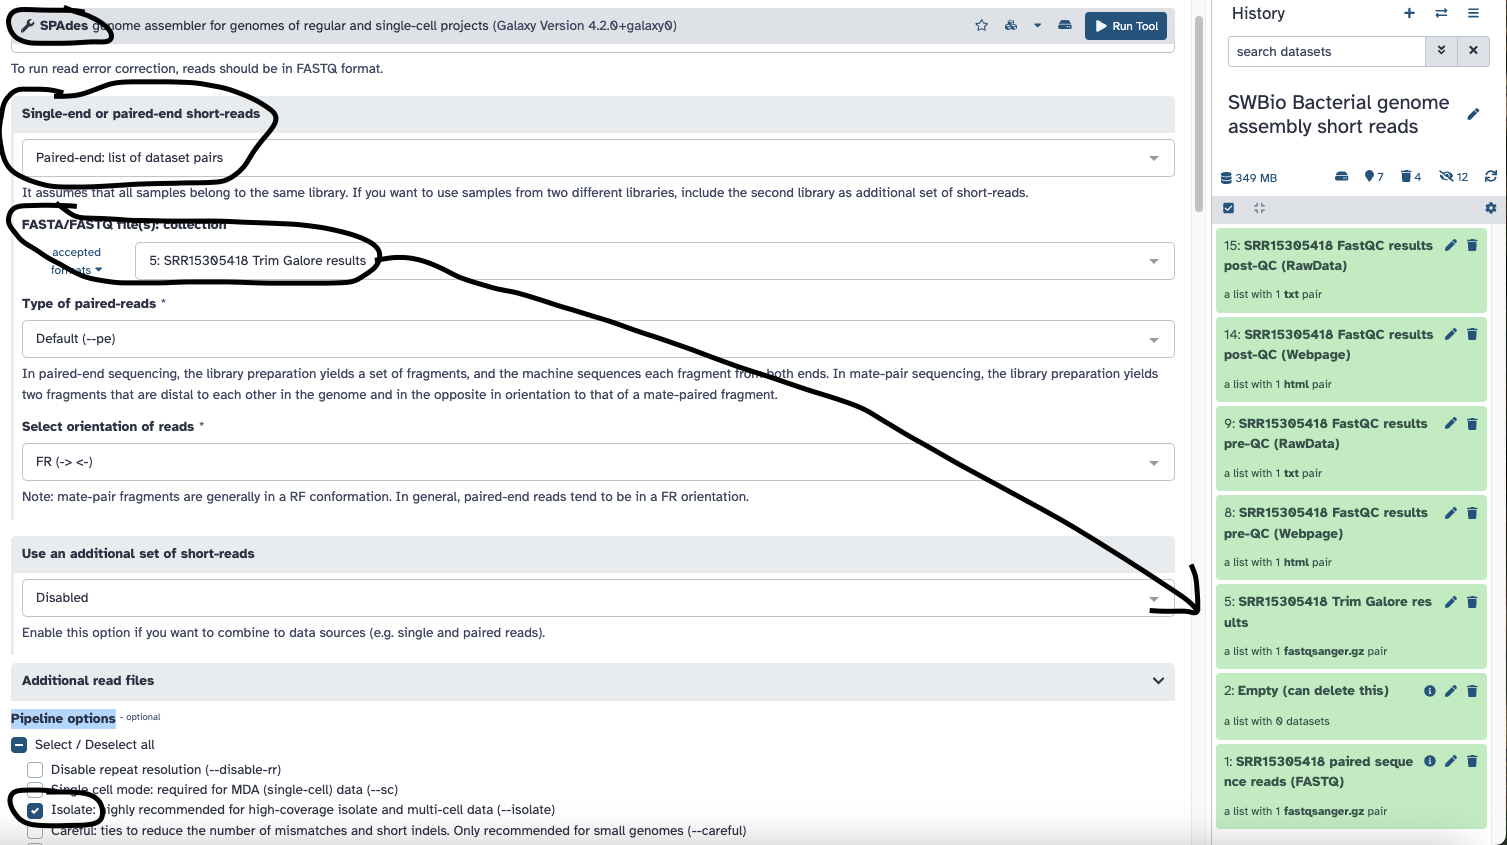 SPAdes genome assembler for genomes of regular and single-cell projects (Galaxy Version 4.2.0+galaxy0)
Run Tool
To run read error correction, reads should be in FASTQ format.
Single-end or paired-end short-reads
Paired-end: list of dataset pairs
It assumes that all samples belong to the same library. If you want to use samples from two different libraries, include the second library as additional set of short-reads.
FASTA/FASTQ file(s): collection
accepted
formats
5: SRR15305418 Trim Galore results
Type of paired-reads *
Default (--pe)
In paired-end sequencing, the library preparation yields a set of fragments, and the machine sequences each fragment from both ends. In mate-pair sequencing, the library preparation yields
two fragments that are distal to each other in the genome and in the opposite in orientation to that of a mate-paired fragment.
Select orientation of reads *
FR (-> <-)
Note: mate-pair fragments are generally in a RF conformation. In general, paired-end reads tend to be in a FR orientation.
Use an additional set of short-reads
Disabled
Enable this option if you want to combine to data sources (e.g. single and paired reads).
Additional read files
Pipeline options - optional
Select / Deselect all
Disable repeat resolution (--disable-rr)
Single cell mode: required for MDA (single-cell) data (--sc)
Isolate: highly recommended for high-coverage isolate and multi-cell data (--isolate)
Careful: ties to reduce the number of mismatches and short indels. Only recommended for small genomes (--careful)
History
search datasets
SWBio Bacterial genome
assembly short reads
349 MB
7
4
12
15: SRR15305418 FastQC results
post-QC (RawData)
a list with 1 txt pair
14: SRR15305418 FastQC results
post-QC (Webpage)
a list with 1 html pair
9: SRR15305418 FastQC results
pre-QC (RawData)
a list with 1 txt pair
8: SRR15305418 FastQC results
pre-QC (Webpage)
a list with 1 html pair
5: SRR15305418 Trim Galore res
ults
a list with 1 fastqsanger.gz pair
2: Empty (can delete this)
a list with 0 datasets
1: SRR15305418 paired seque
nce reads (FASTQ)
a list with 1 fastqsanger.gz pair